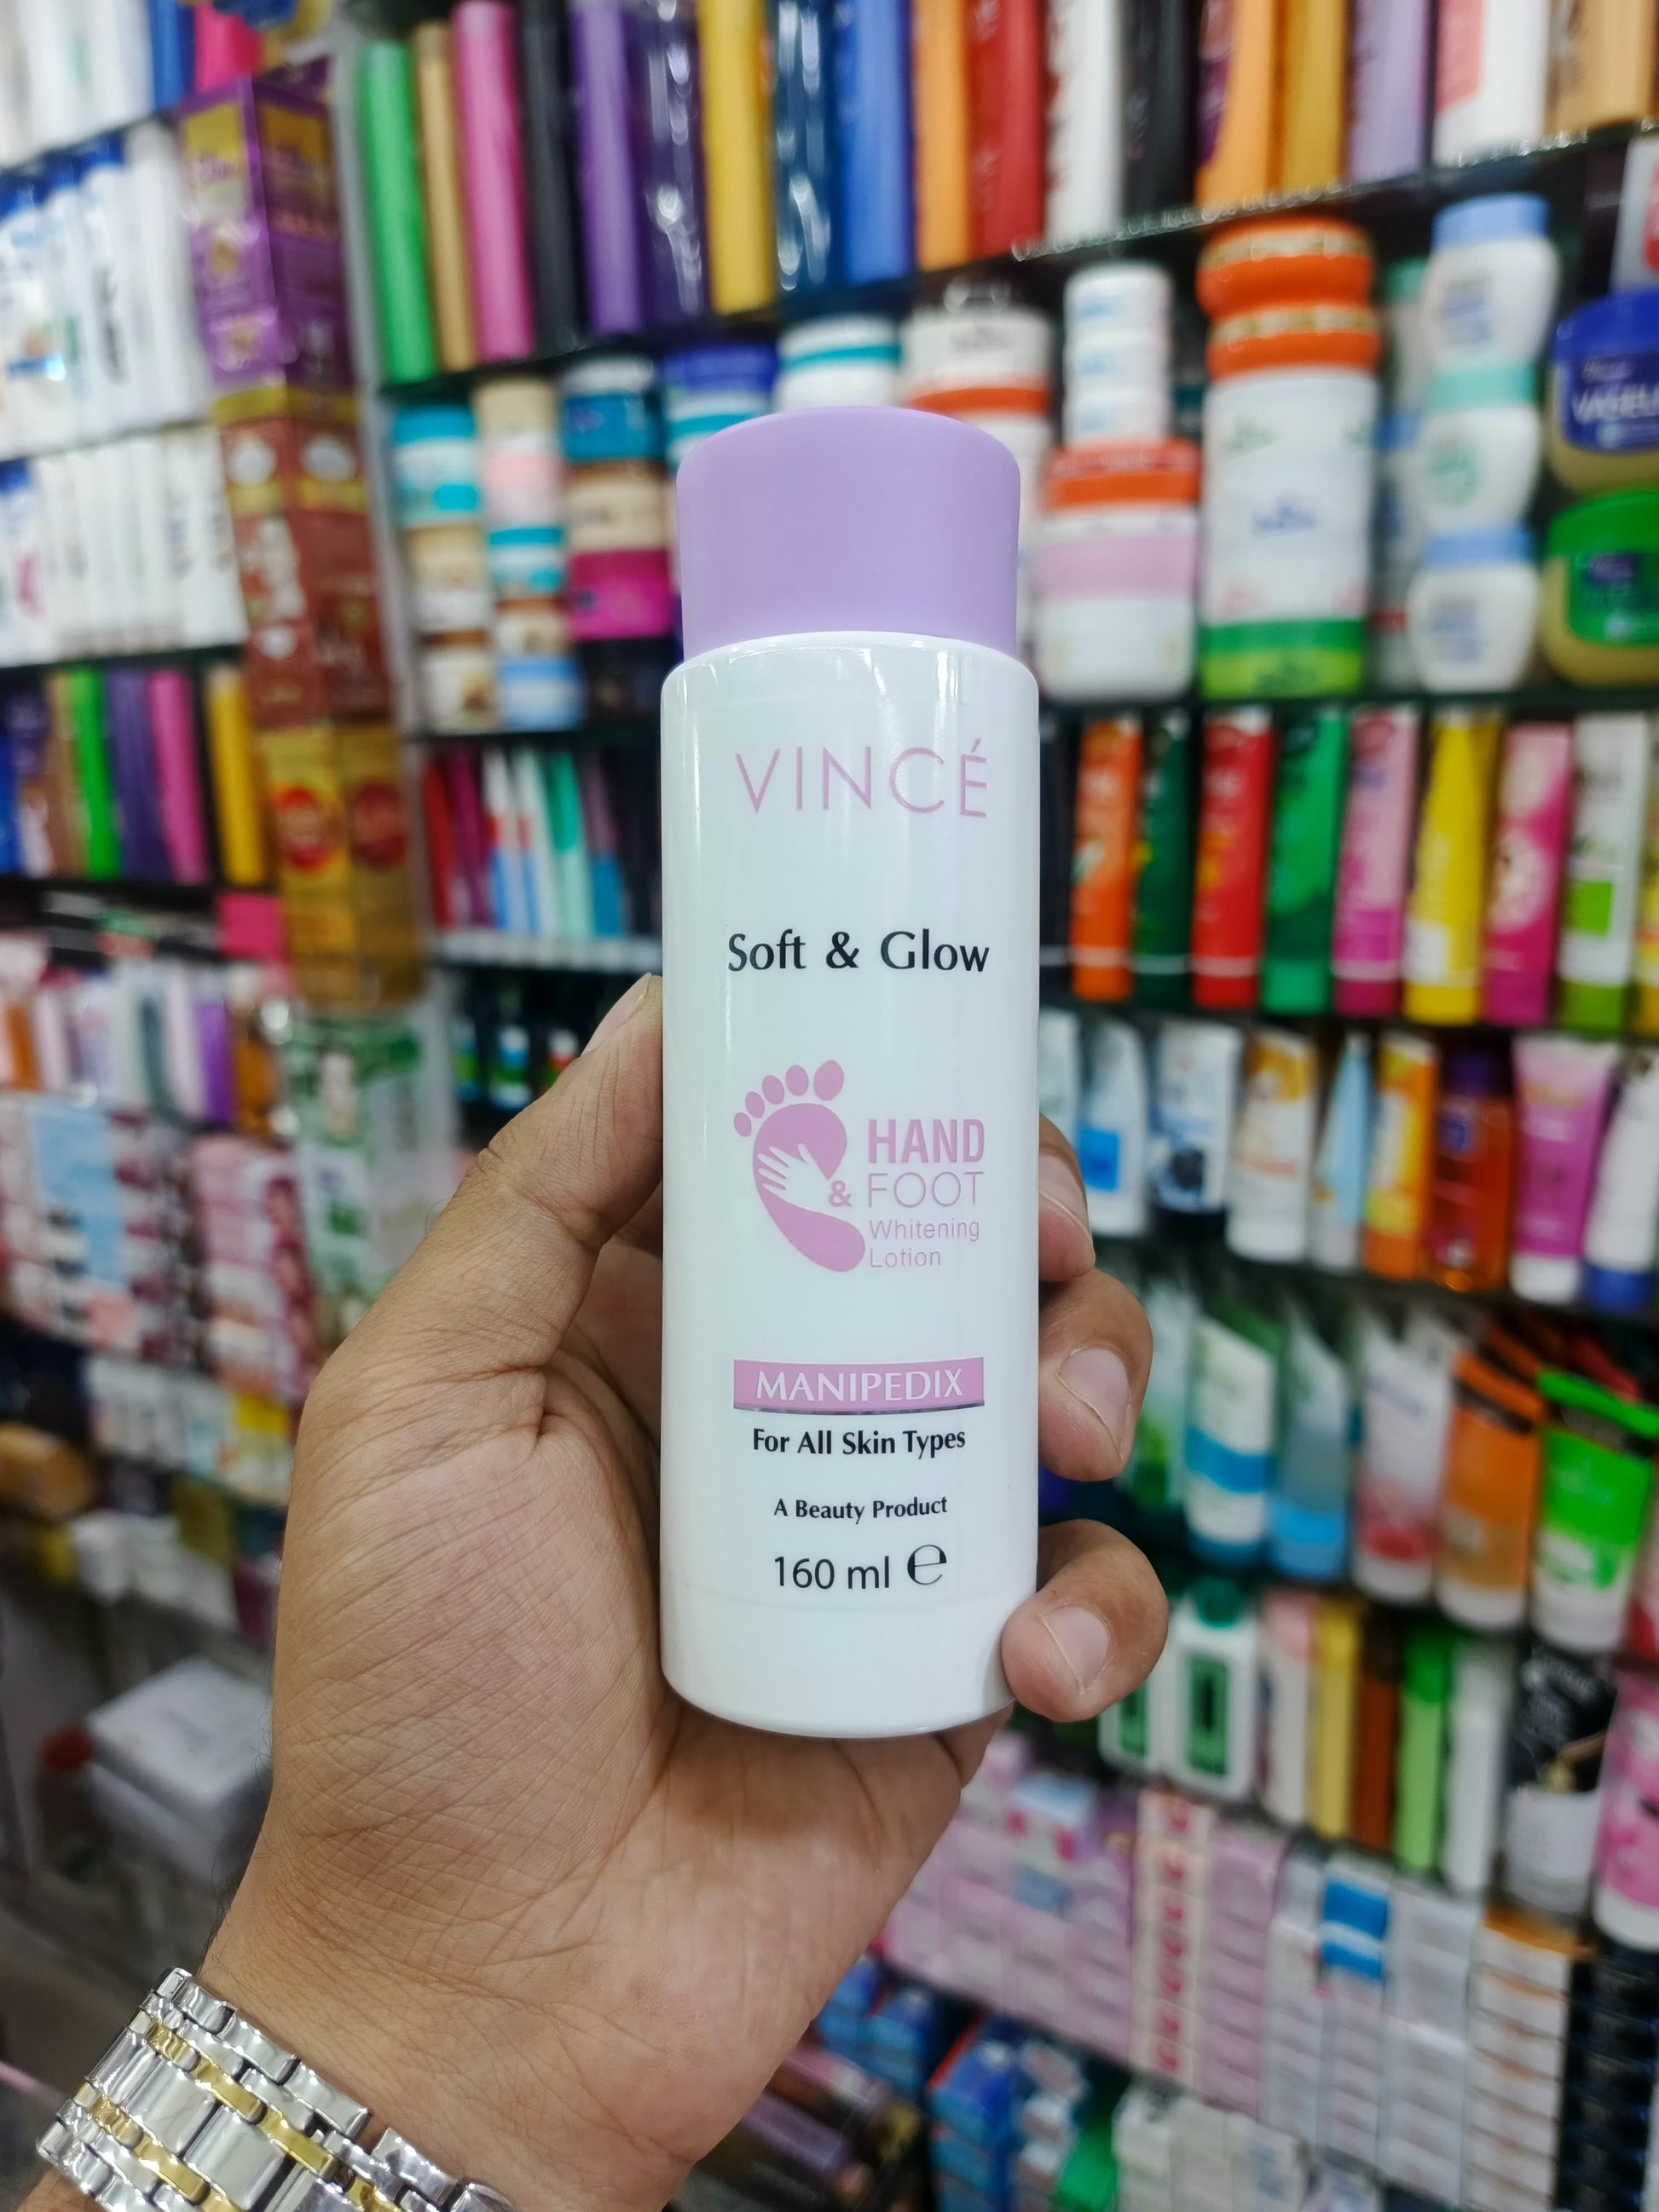 VINCÉ
Soft & Glow
HAND
& FOOT
Whitening
Lotion
MANIPEDIX
For All Skin Types
A Beauty Product
160 ml ℮